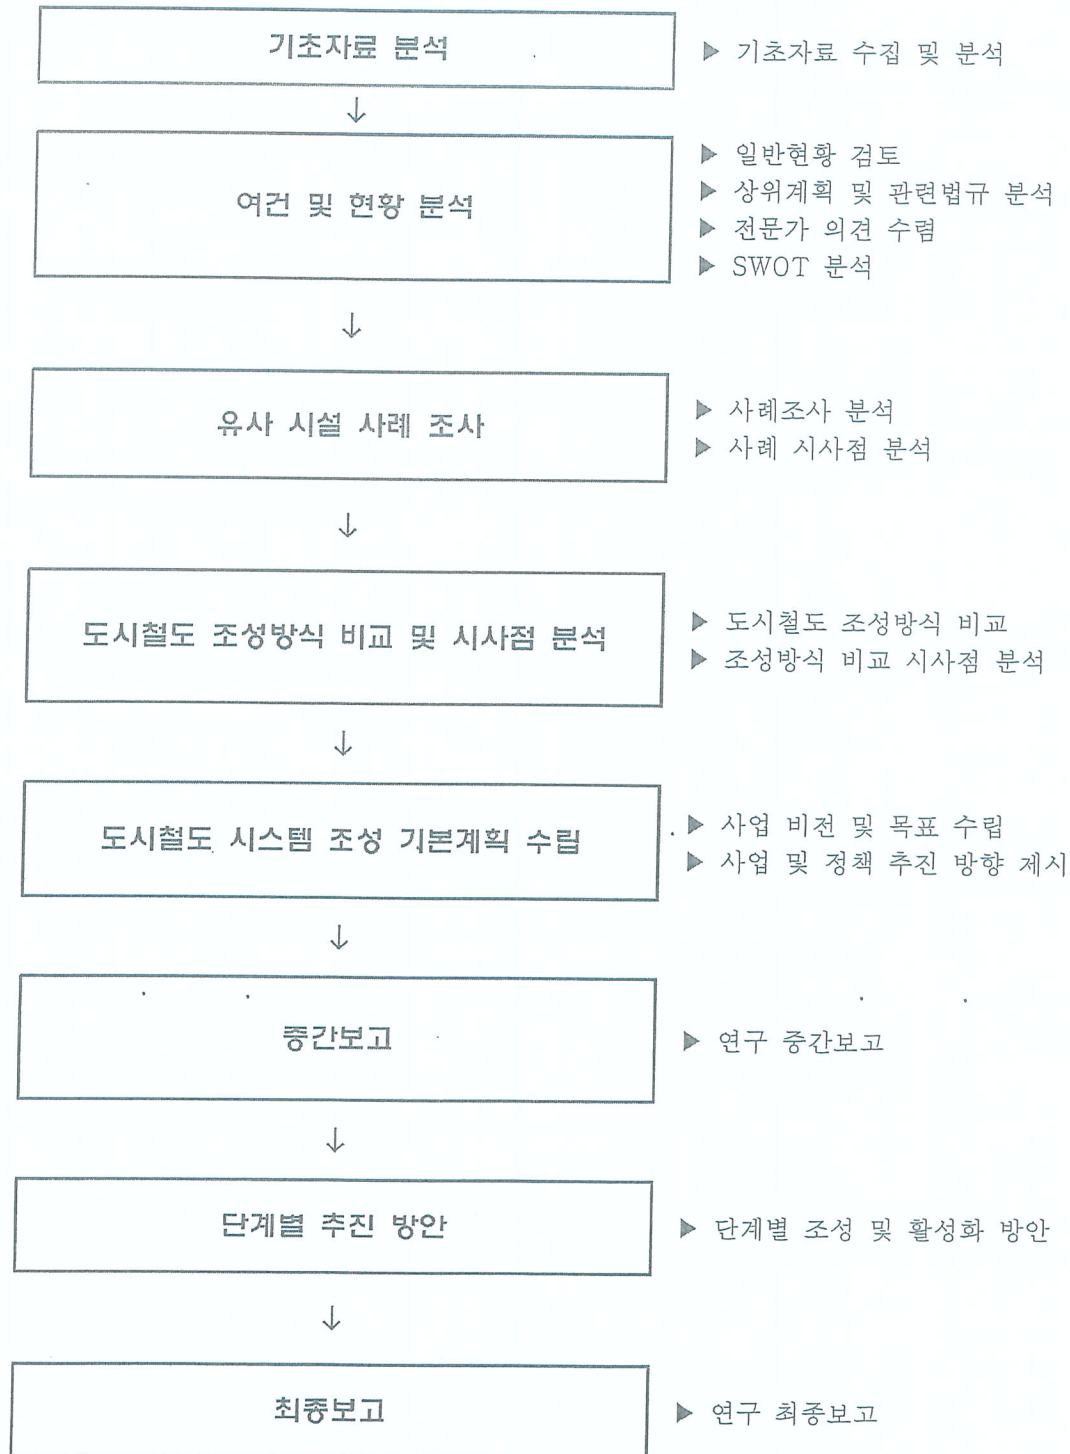 기초자료 분석
▶ 기초자료 수집 및 분석
↓
여건 및 현황 분석
▶ 일반현황 검토
▶ 상위계획 및 관련법규 분석
▶ 전문가 의견 수렴
▶ SWOT 분석
↓
유사 시설 사례 조사
▶ 사례조사 분석
▶ 사례 시사점 분석
↓
도시철도 조성방식 비교 및 시사점 분석
▶ 도시철도 조성방식 비교
▶ 조성방식 비교 시사점 분석
↓
도시철도 시스템 조성 기본계획 수립
▶ 사업 비전 및 목표 수립
▶ 사업 및 정책 추진 방향 제시
↓
중간보고
▶ 연구 중간보고
↓
단계별 추진 방안
▶ 단계별 조성 및 활성화 방안
↓
최종보고
▶ 연구 최종보고